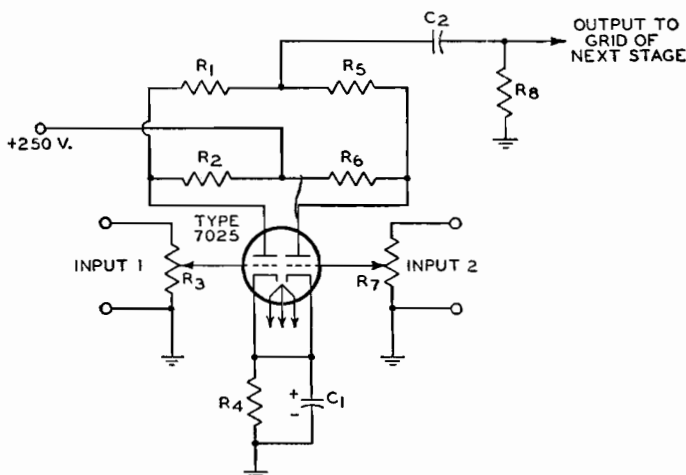 C2
OUTPUT TO
GRID OF
NEXT STAGE
R1
R5
R8
+250 V.
R2
R6
TYPE
7025
INPUT 1
R3
R7
INPUT 2
R4
+
-
C1